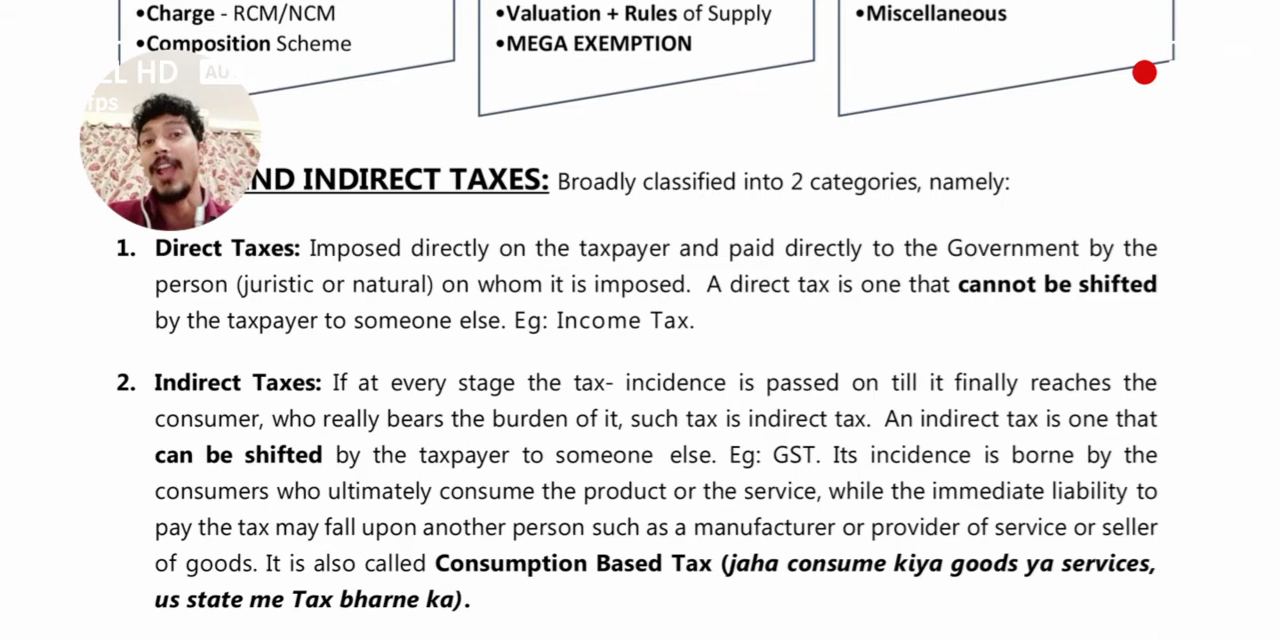 •Charge - RCM/NCM
•Composition Scheme
•Valuation + Rules of Supply
•MEGA EXEMPTION
•Miscellaneous
HD AU
fps
ND INDIRECT TAXES: Broadly classified into 2 categories, namely:
1. Direct Taxes: Imposed directly on the taxpayer and paid directly to the Government by the
person (juristic or natural) on whom it is imposed. A direct tax is one that cannot be shifted
by the taxpayer to someone else. Eg: Income Tax.
2. Indirect Taxes: If at every stage the tax- incidence is passed on till it finally reaches the
consumer, who really bears the burden of it, such tax is indirect tax. An indirect tax is one that
can be shifted by the taxpayer to someone else. Eg: GST. Its incidence is borne by the
consumers who ultimately consume the product or the service, while the immediate liability to
pay the tax may fall upon another person such as a manufacturer or provider of service or seller
of goods. It is also called Consumption Based Tax (jaha consume kiya goods ya services,
us state me Tax bharne ka).